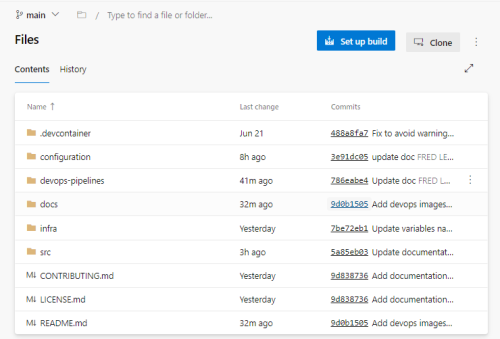 main / Type to find a file or folder...
Files
Set up build
Clone
Contents History
Name ↑ Last change Commits
.devcontainer Jun 21 488a8fa7 Fix to avoid warning...
configuration 8h ago 3e91dc05 update doc FRED LE...
devops-pipelines 41m ago 786eabe4 Update doc FRED L...
docs 32m ago 9d0b1505 Add devops images...
infra Yesterday 7be72eb1 Update variables na...
src 3h ago 5a85eb03 Update documentat...
M↓ CONTRIBUTING.md Yesterday 9d838736 Add documentation...
M↓ LICENSE.md Yesterday 9d838736 Add documentation...
M↓ README.md 32m ago 9d0b1505 Add devops images...